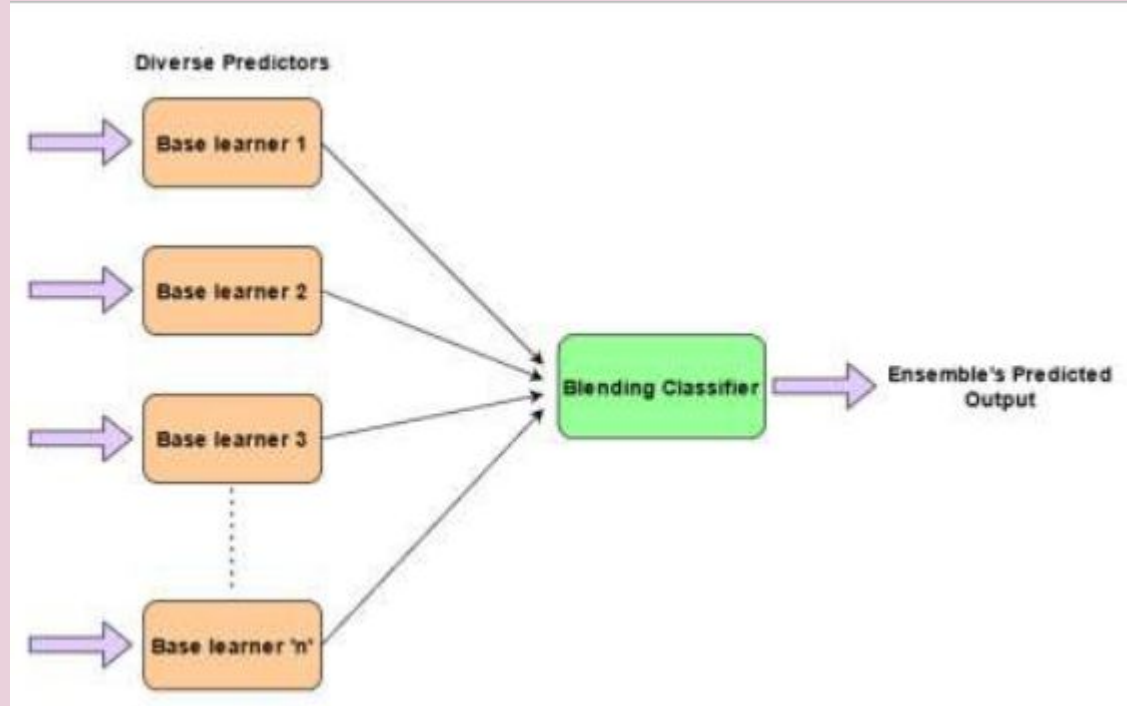 Diverse Predictors
Base learner 1
Base learner 2
Base learner 3
Base learner 'n'
Blending Classifier
Ensemble's Predicted
Output